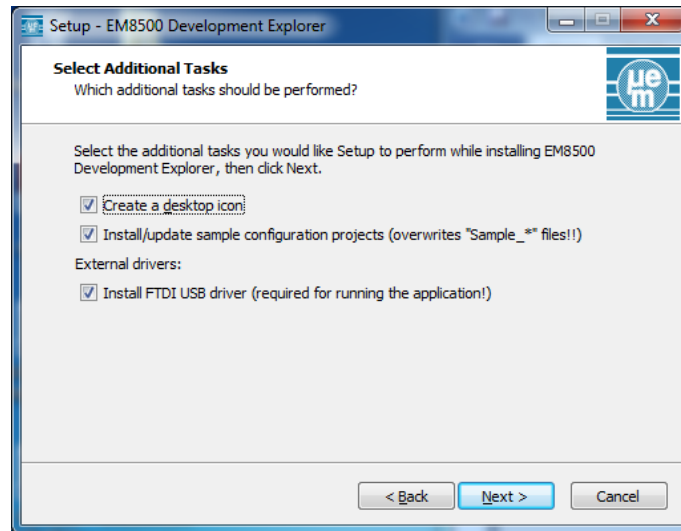 Setup - EM8500 Development Explorer
Select Additional Tasks
Which additional tasks should be performed?
μem
Select the additional tasks you would like Setup to perform while installing EM8500
Development Explorer, then click Next.
Create a desktop icon
Install/update sample configuration projects (overwrites "Sample_*" files!!)
External drivers:
Install FTDI USB driver (required for running the application!)
< Back
Next >
Cancel